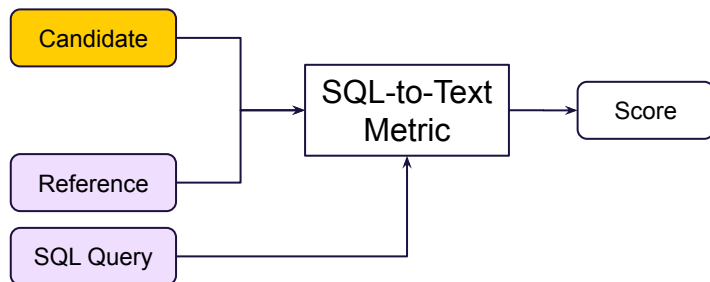 Candidate
SQL-to-Text
Metric
Score
Reference
SQL Query